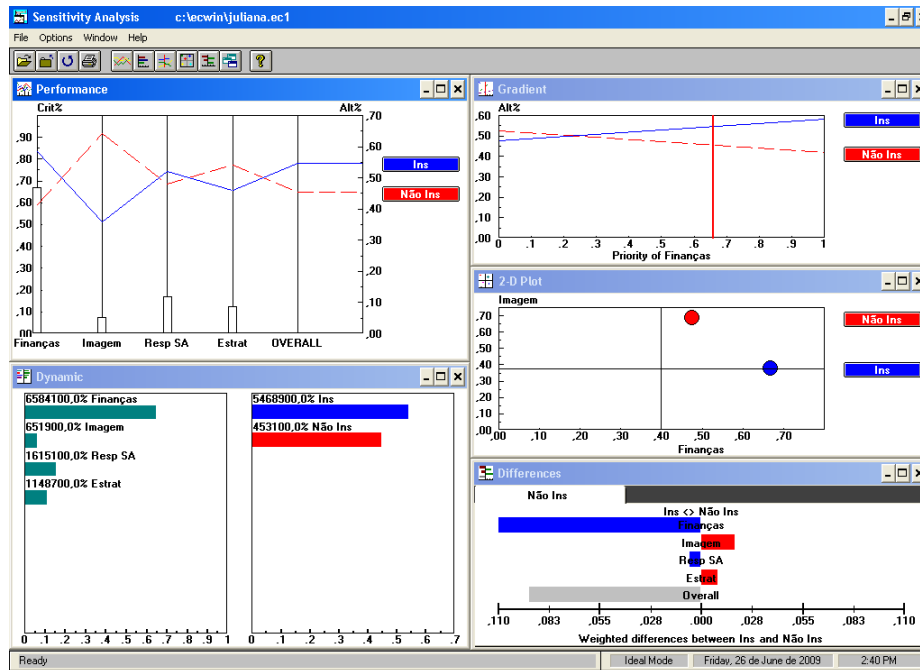 Sensitivity Analysis c:\ecwin\juliana.ec1
File Options Window Help
Performance
Crit% Alt%
,90
,80
,70
,60
,50
,40
,30
,20
,10
,00
,70
,60
,50
,40
,30
,20
,10
,00
Finanças Imagem Resp SA Estrat OVERALL
Ins
Não Ins
Gradient
Alt%
,60
,50
,40
,30
,20
,10
,00
0 .1 .2 .3 .4 .5 .6 .7 .8 .9 1
Priority of Finanças
Ins
Não Ins
2-D Plot
Imagem
,70
,60
,50
,40
,30
,20
,10
,00
,00 ,10 ,20 ,30 ,40 ,50 ,60 ,70
Finanças
Não Ins
Ins
Dynamic
6584100,0% Finanças
651900,0% Imagem
1615100,0% Resp SA
1148700,0% Estrat
0 .1 .2 .3 .4 .5 .6 .7 .8 .9 1
5468900,0% Ins
453100,0% Não Ins
0 .1 .2 .3 .4 .5 .6 .7
Differences
Não Ins
Ins <> Não Ins
Finanças
Imagem
Resp SA
Estrat
Overall
,110 ,083 ,055 ,028 ,000 ,028 ,055 ,083 ,110
Weighted differences between Ins and Não Ins
Ready Ideal Mode Friday, 26 de June de 2009 2:40 PM